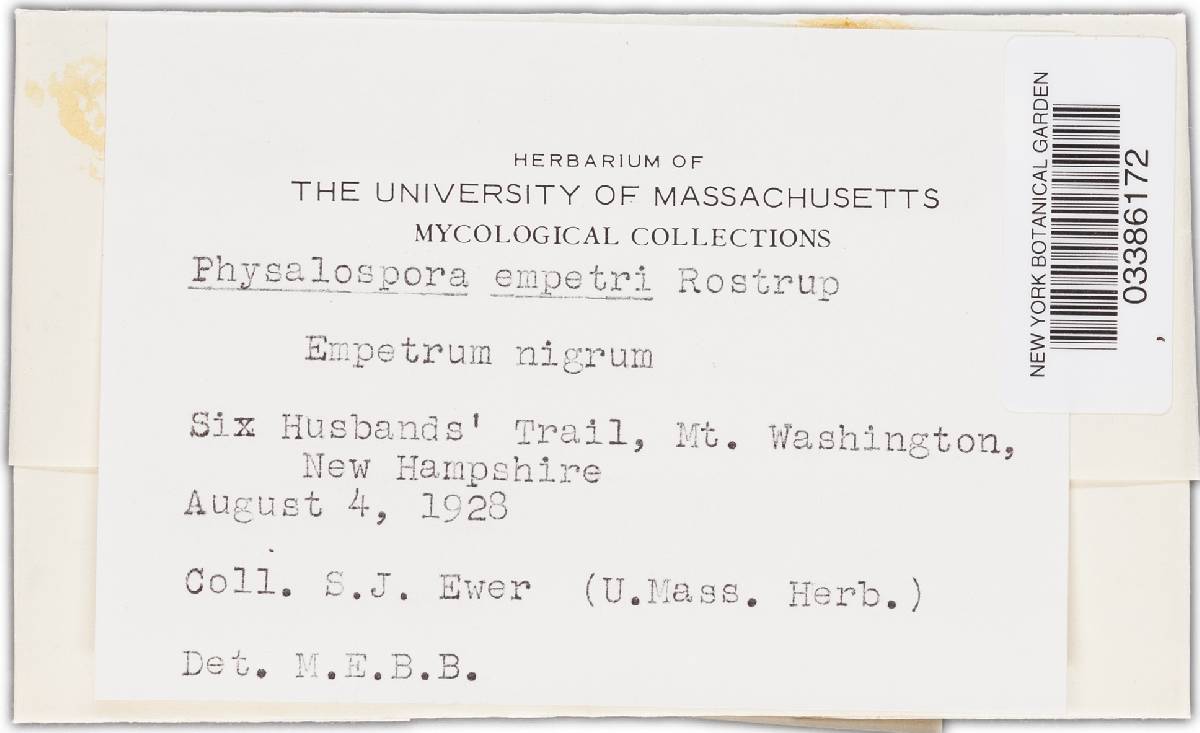 HERBARIUM OF
THE UNIVERSITY OF MASSACHUSETTS
MYCOLOGICAL COLLECTIONS
Physalospora empetri Rostrup
Empetrum nigrum
Six Husbands' Trail, Mt. Washington,
New Hampshire
August 4, 1928
Coll. S.J. Ewer (U.Mass. Herb.)
Det. M.E.B.B.
NEW YORK BOTANICAL GARDEN
03386172
,